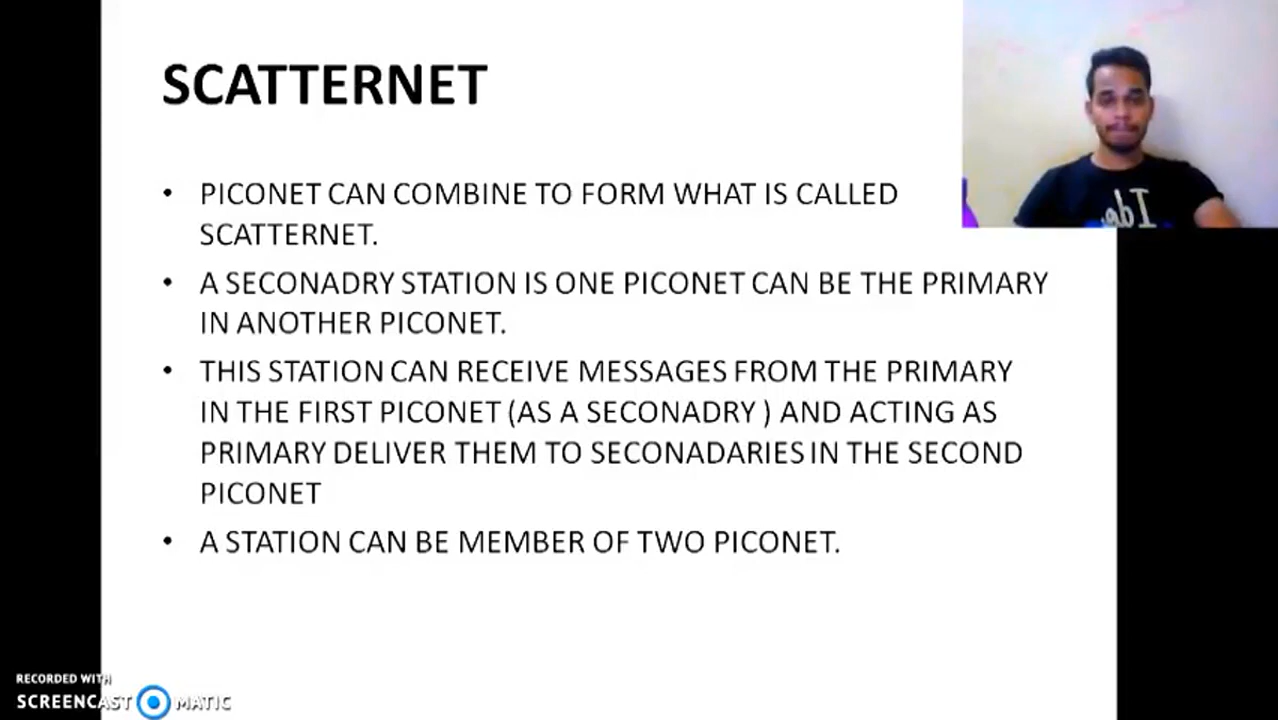 SCATTERNET
• PICONET CAN COMBINE TO FORM WHAT IS CALLED
SCATTERNET.
• A SECONADRY STATION IS ONE PICONET CAN BE THE PRIMARY
IN ANOTHER PICONET.
• THIS STATION CAN RECEIVE MESSAGES FROM THE PRIMARY
IN THE FIRST PICONET (AS A SECONADRY ) AND ACTING AS
PRIMARY DELIVER THEM TO SECONADARIES IN THE SECOND
PICONET
• A STATION CAN BE MEMBER OF TWO PICONET.
RECORDED WITH
SCREENCAST MATIC